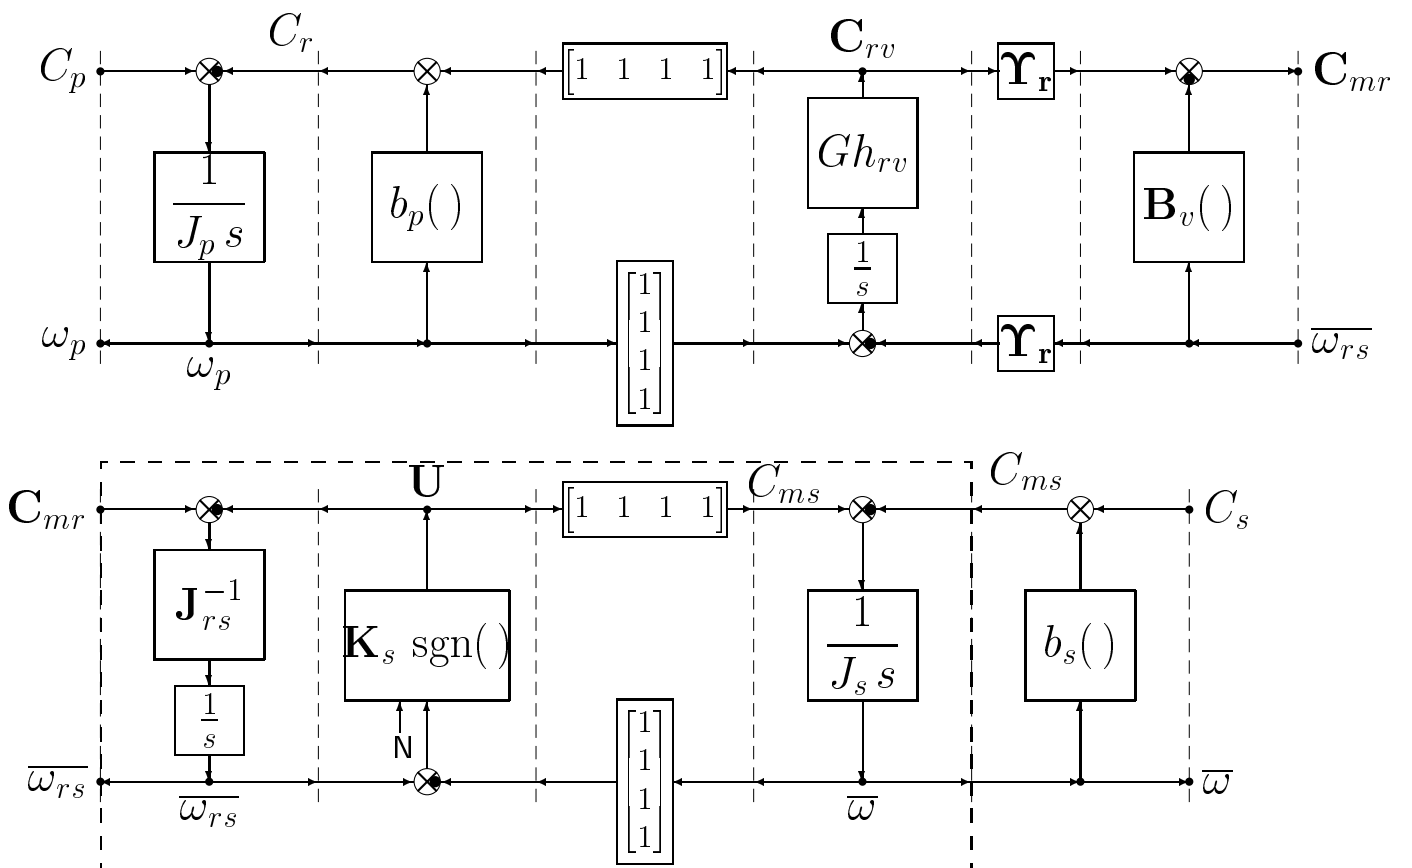 C_r C_rv
C_p [1 1 1 1] ϒ_r C_mr
1/(J_p s) b_p( ) Gh_rv B_v( )
1/s
ω_p [1 1 1 1] ϒ_r ω_rs
ω_p
U C_ms C_ms
C_mr [1 1 1 1] C_s
J_rs^{-1} K_s sgn( ) 1/(J_s s) b_s( )
1/s N
ω_rs [1 1 1 1] ω
ω_rs ω